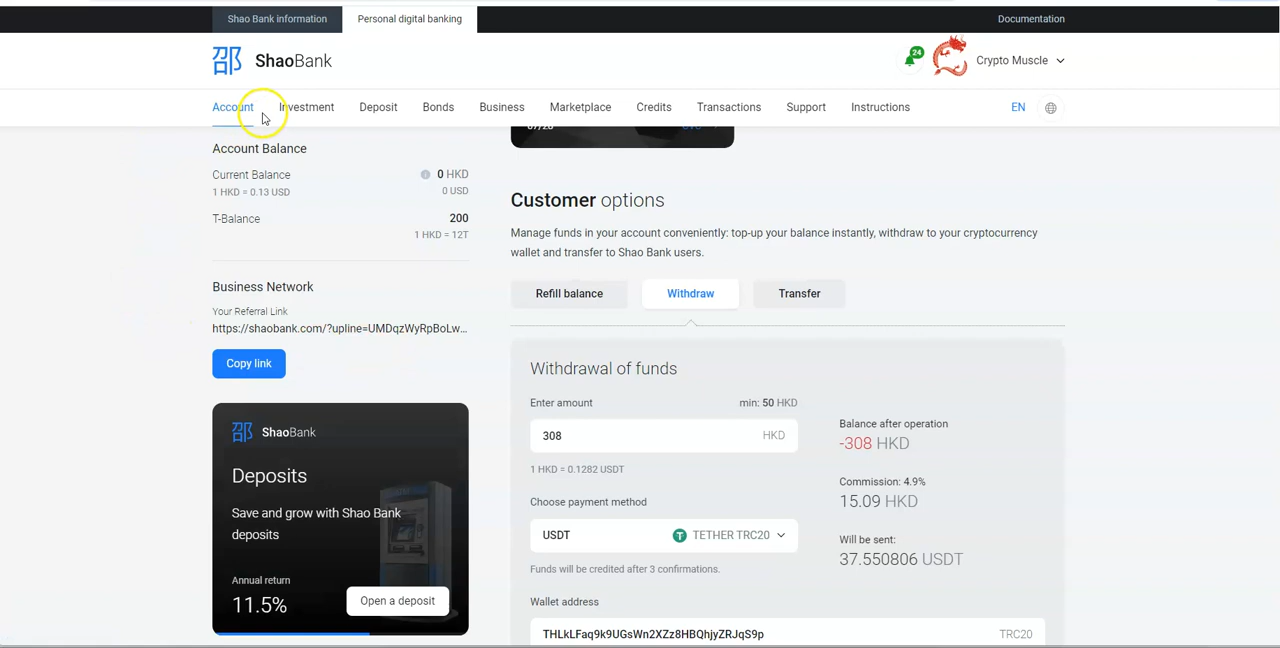 Shao Bank information
Personal digital banking
Documentation
邵 ShaoBank
24
Crypto Muscle
Account
Investment
Deposit
Bonds
Business
Marketplace
Credits
Transactions
Support
Instructions
EN
Account Balance
Current Balance
0 HKD
1 HKD = 0.13 USD
0 USD
T-Balance
200
1 HKD = 12T
Business Network
Your Referral Link
https://shaobank.com/?upline=UMDqzWyRpBoLw...
Copy link
邵 ShaoBank
Deposits
Save and grow with Shao Bank
deposits
Annual return
11.5%
Open a deposit
07/28
CVC
Customer options
Manage funds in your account conveniently: top-up your balance instantly, withdraw to your cryptocurrency
wallet and transfer to Shao Bank users.
Refill balance
Withdraw
Transfer
Withdrawal of funds
Enter amount
min: 50 HKD
308
HKD
1 HKD = 0.1282 USDT
Choose payment method
USDT
TETHER TRC20
Funds will be credited after 3 confirmations.
Wallet address
THLkLFaq9k9UGsWn2XZz8HBQhjyZRJqS9p
TRC20
Balance after operation
-308 HKD
Commission: 4.9%
15.09 HKD
Will be sent:
37.550806 USDT